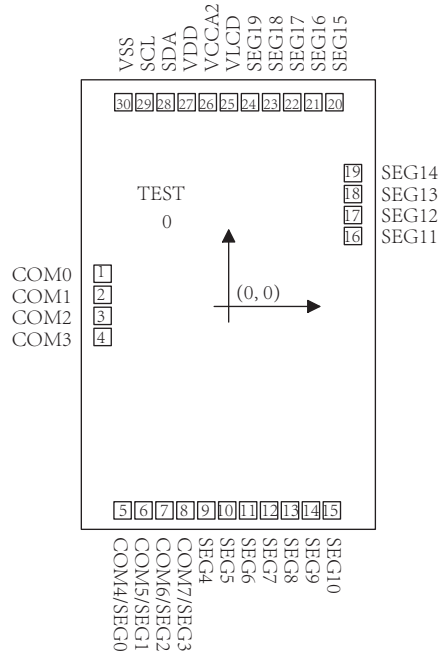 VSS
SCL
SDA
VDD
VCCA2
VLCD
SEG19
SEG18
SEG17
SEG16
SEG15
30 29 28 27 26 25 24 23 22 21 20
19 SEG14
18 SEG13
17 SEG12
16 SEG11
TEST
0
(0, 0)
COM0 1
COM1 2
COM2 3
COM3 4
5 6 7 8 9 10 11 12 13 14 15
COM4/SEG0
COM5/SEG1
COM6/SEG2
COM7/SEG3
SEG4
SEG5
SEG6
SEG7
SEG8
SEG9
SEG10